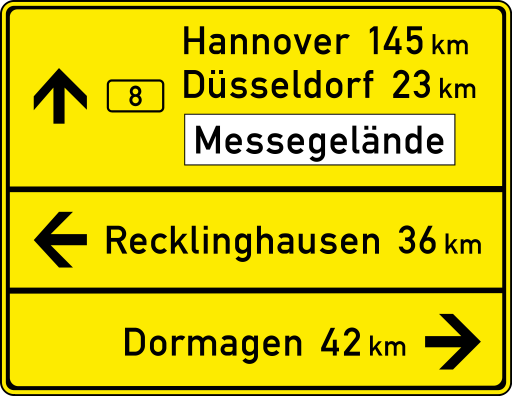 Hannover 145 km
8 Düsseldorf 23 km
Messegelände
Recklinghausen 36 km
Dormagen 42 km